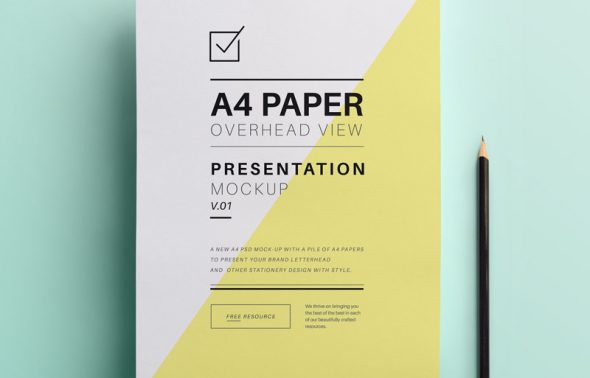 A4 PAPER
OVERHEAD VIEW
PRESENTATION
MOCKUP
V.01
A NEW A4 PSD MOCK-UP WITH A PILE OF A4 PAPERS
TO PRESENT YOUR BRAND LETTERHEAD
AND OTHER STATIONERY DESIGN WITH STYLE.
FREE RESOURCE
We thrive on bringing you
the best of the best in each
of our beautifully crafted
resources.